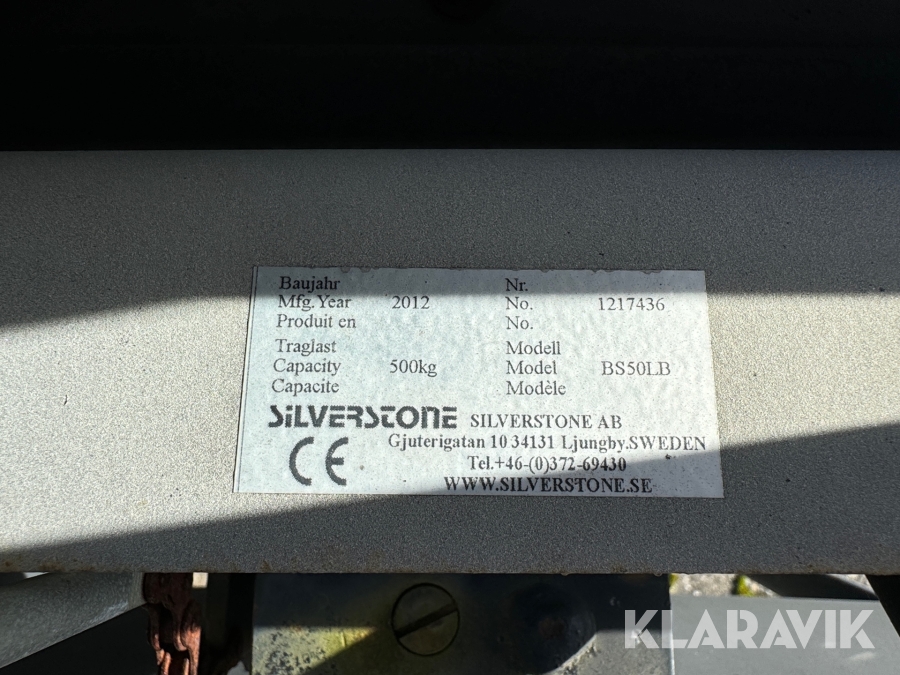 Baujahr Nr.
Mfg.Year 2012 No. 1217436
Produit en No.
Traglast Modell
Capacity 500kg Model BS50LB
Capacite Modèle
SILVERSTONE SILVERSTONE AB
CE Gjuterigatan 10 34131 Ljungby.SWEDEN
Tel.+46-(0)372-69430
WWW.SILVERSTONE.SE
KLARAVIK